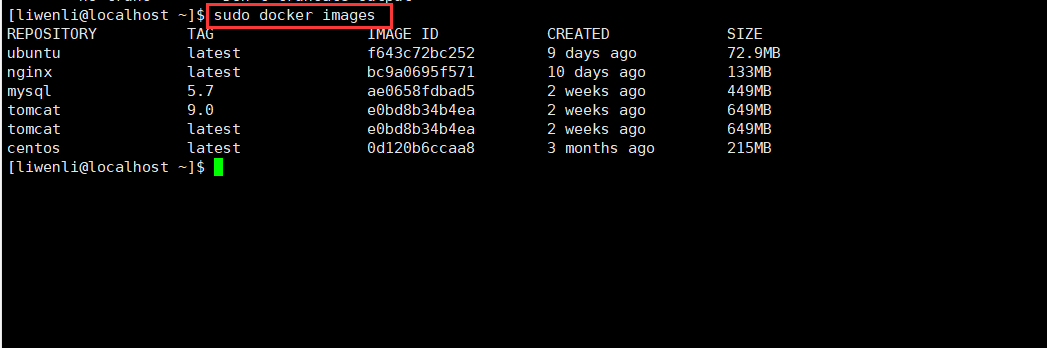 [liwenli@localhost ~]$ sudo docker images
REPOSITORY TAG IMAGE ID CREATED SIZE
ubuntu latest f643c72bc252 9 days ago 72.9MB
nginx latest bc9a0695f571 10 days ago 133MB
mysql 5.7 ae0658fdbad5 2 weeks ago 449MB
tomcat 9.0 e0bd8b34b4ea 2 weeks ago 649MB
tomcat latest e0bd8b34b4ea 2 weeks ago 649MB
centos latest 0d120b6ccaa8 3 months ago 215MB
[liwenli@localhost ~]$